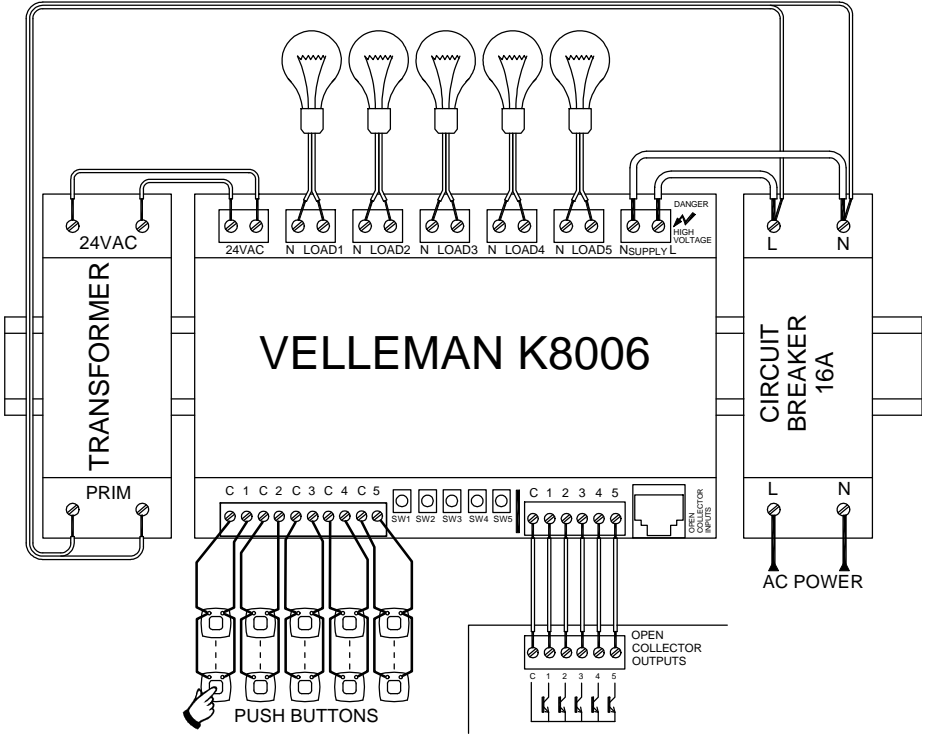 DANGER
HIGH
VOLTAGE
24VAC
24VAC
N LOAD1
N LOAD2
N LOAD3
N LOAD4
N LOAD5
N SUPPLY L
L N
TRANSFORMER
VELLEMAN K8006
CIRCUIT
BREAKER
16A
PRIM
C 1 C 2 C 3 C 4 C 5
SW1 SW2 SW3 SW4 SW5
C 1 2 3 4 5
OPEN
COLLECTOR
INPUTS
L N
AC POWER
OPEN
COLLECTOR
OUTPUTS
C 1 2 3 4 5
PUSH BUTTONS